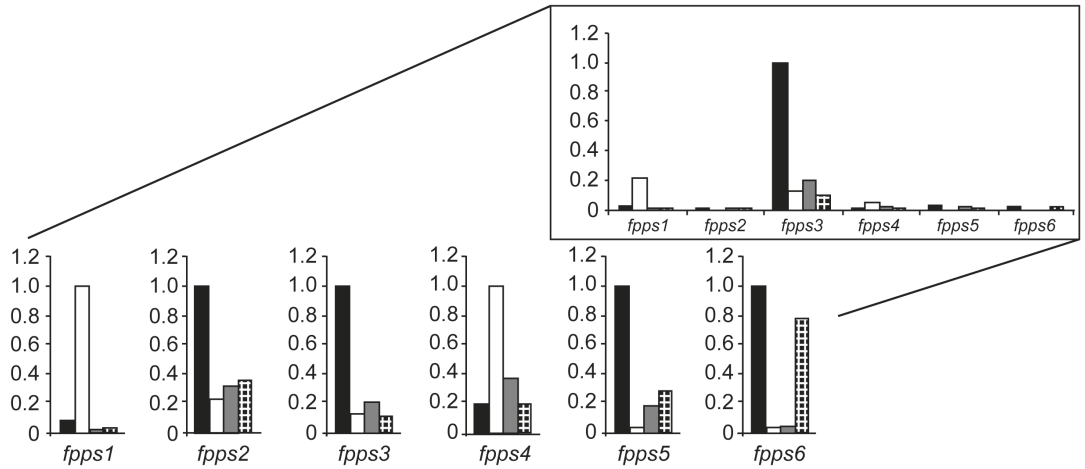 1.2
1.0
0.8
0.6
0.4
0.2
0
fpps1 fpps2 fpps3 fpps4 fpps5 fpps6
1.2 1.2 1.2 1.2 1.2 1.2
1.0 1.0 1.0 1.0 1.0 1.0
0.8 0.8 0.8 0.8 0.8 0.8
0.6 0.6 0.6 0.6 0.6 0.6
0.4 0.4 0.4 0.4 0.4 0.4
0.2 0.2 0.2 0.2 0.2 0.2
0 0 0 0 0 0
fpps1 fpps2 fpps3 fpps4 fpps5 fpps6